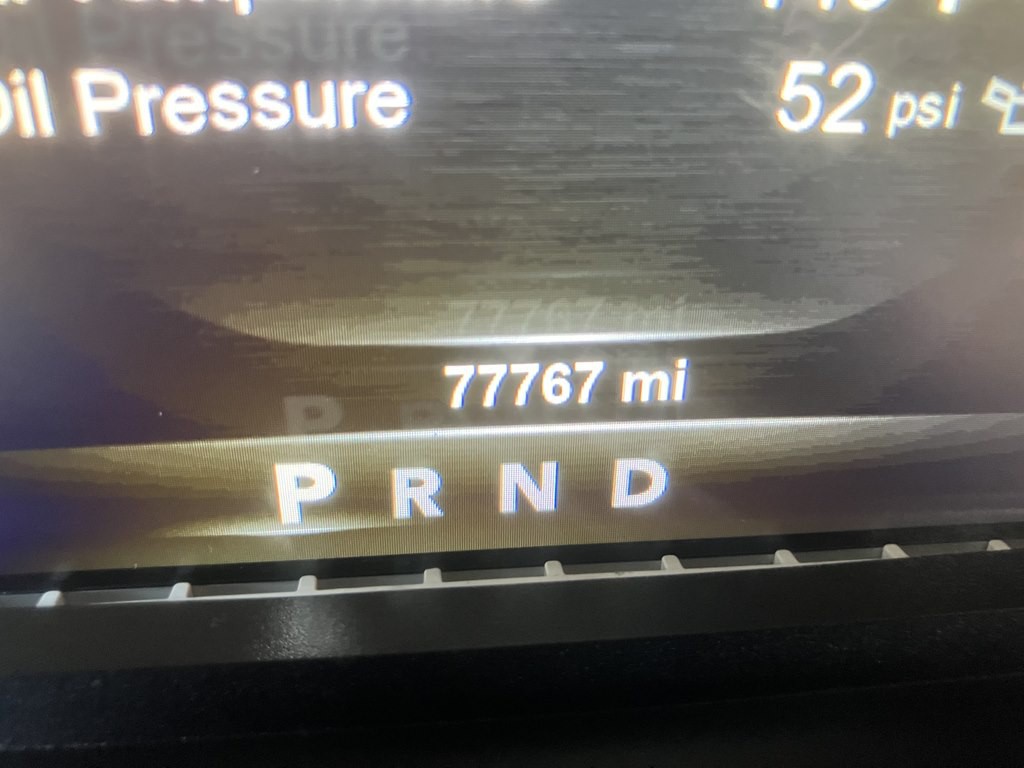 Oil Pressure 52 psi
77767 mi
P R N D